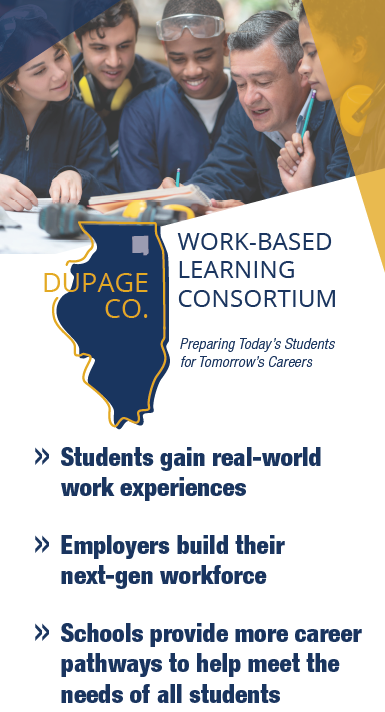 DUPAGE
CO.
WORK-BASED
LEARNING
CONSORTIUM
Preparing Today's Students
for Tomorrow's Careers
» Students gain real-world
work experiences
» Employers build their
next-gen workforce
» Schools provide more career
pathways to help meet the
needs of all students